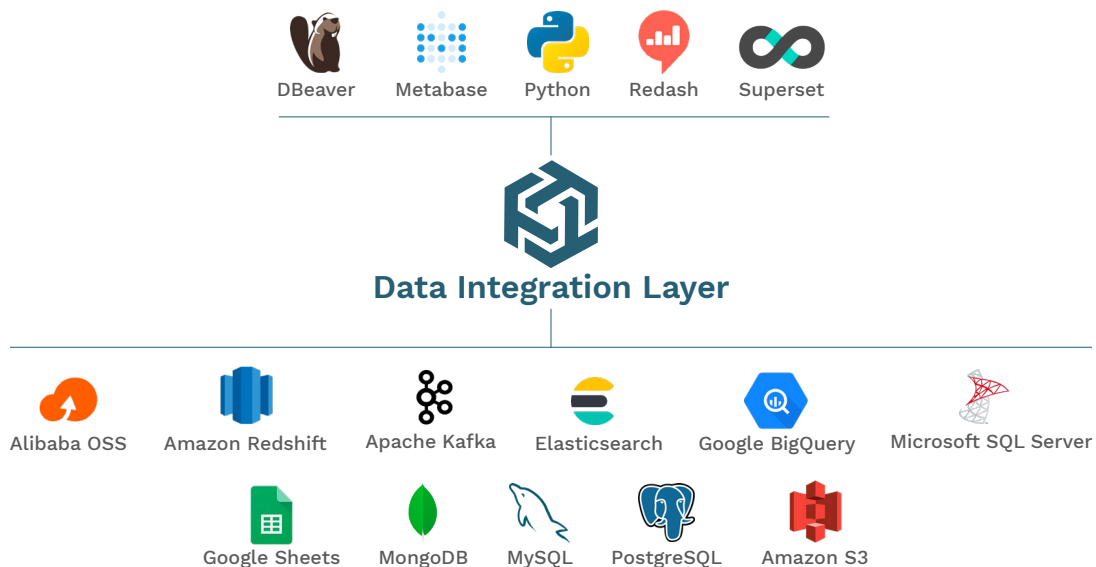 DBeaver Metabase Python Redash Superset
Data Integration Layer
Alibaba OSS Amazon Redshift Apache Kafka Elasticsearch Google BigQuery Microsoft SQL Server
Google Sheets MongoDB MySQL PostgreSQL Amazon S3